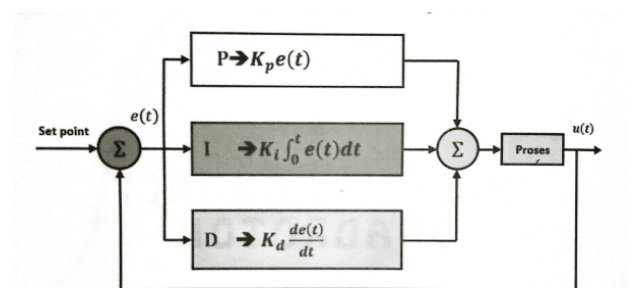 P➔K_p e(t)
e(t)
Set point
Σ
I ➔K_i ∫_0^t e(t)dt
Σ
Proses
u(t)
D ➔ K_d de(t)/dt